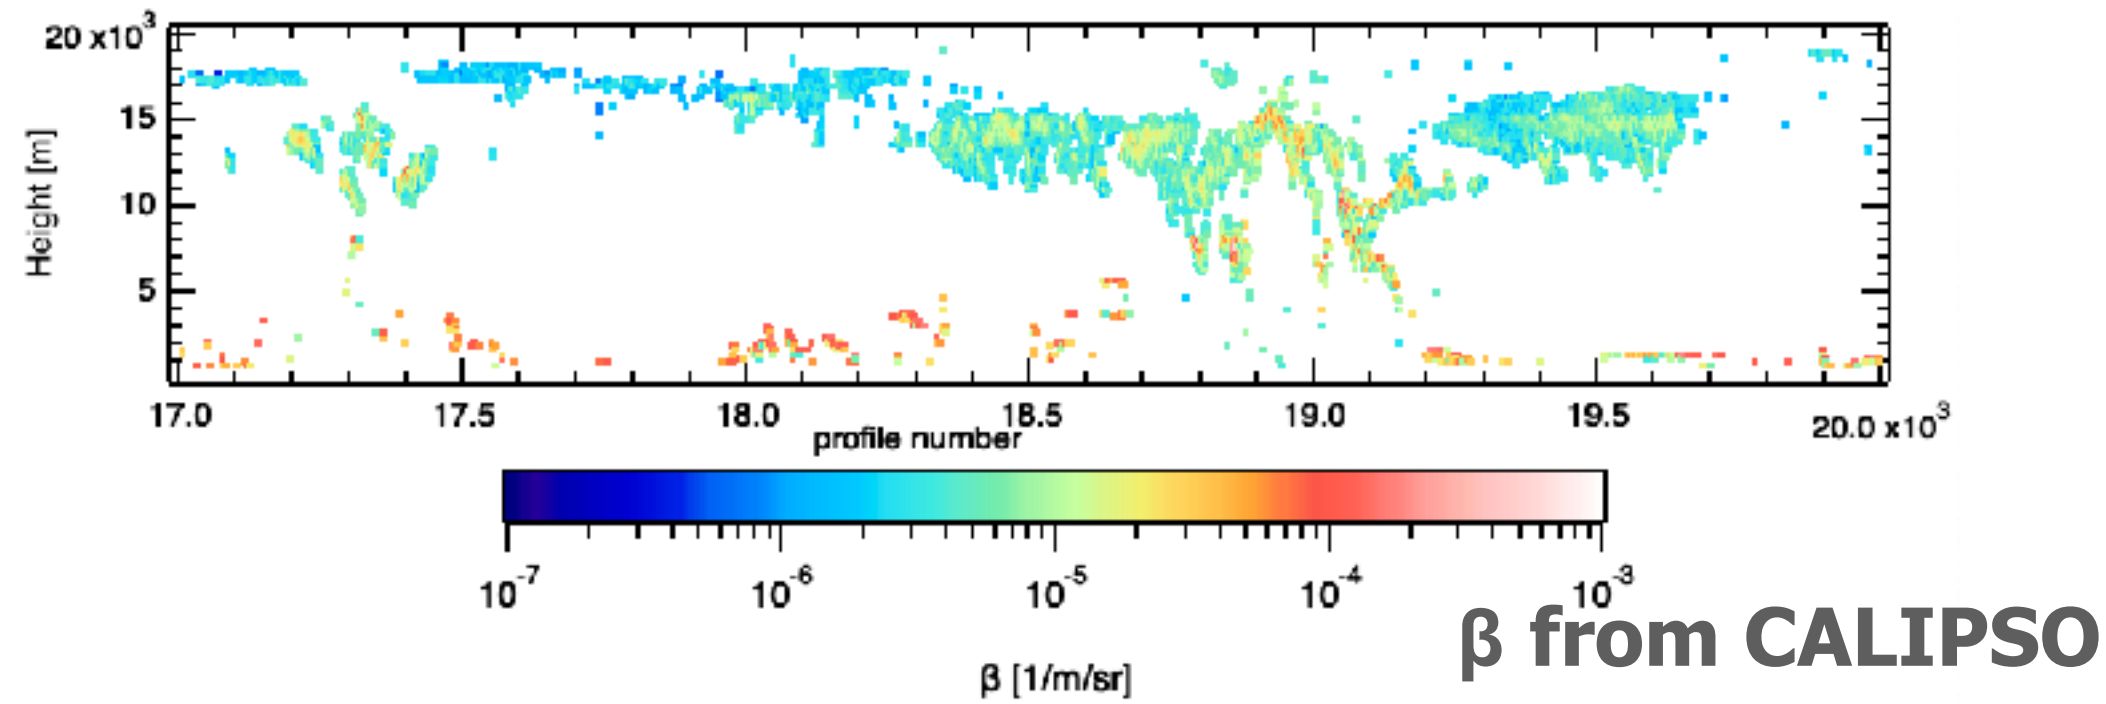 20 x10³
15
10
5
Height [m]
17.0 17.5 18.0 18.5 19.0 19.5 20.0 x10³
profile number
10⁻⁷ 10⁻⁶ 10⁻⁵ 10⁻⁴ 10⁻³
β from CALIPSO
β [1/m/sr]